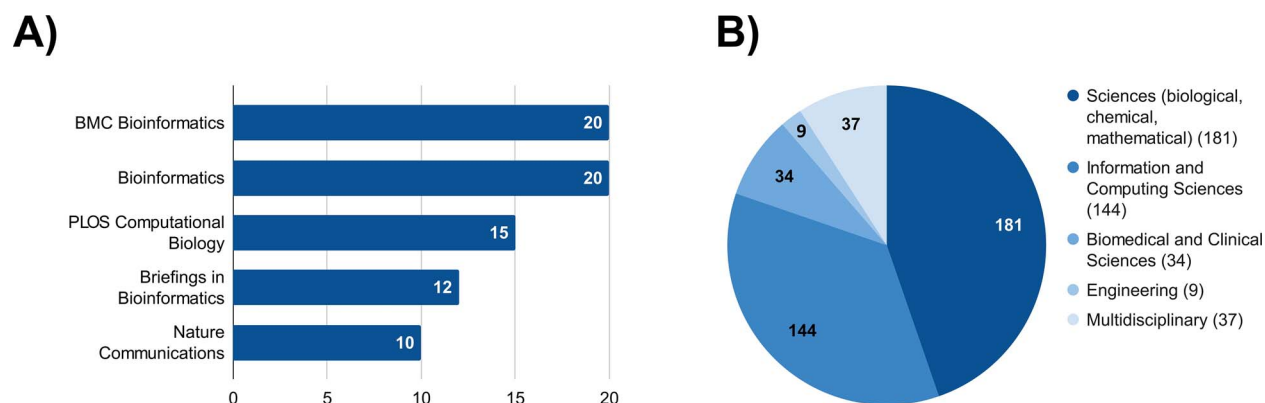 A)
BMC Bioinformatics
20
Bioinformatics
20
PLOS Computational
Biology
15
Briefings in
Bioinformatics
12
Nature
Communications
10
0 5 10 15 20
B)
37
9
34
181
144
Sciences (biological,
chemical,
mathematical) (181)
Information and
Computing Sciences
(144)
Biomedical and Clinical
Sciences (34)
Engineering (9)
Multidisciplinary (37)